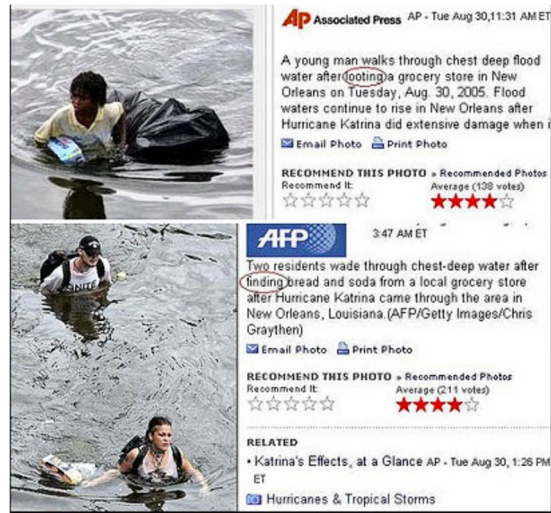 AP Associated Press AP - Tue Aug 30,11:31 AM ET
A young man walks through chest deep flood
water after looting a grocery store in New
Orleans on Tuesday, Aug. 30, 2005. Flood
waters continue to rise in New Orleans after
Hurricane Katrina did extensive damage when
Email Photo Print Photo
RECOMMEND THIS PHOTO » Recommended Photos
Recommend It: Average (138 votes)
AFP 3:47 AM ET
Two residents wade through chest-deep water after
finding bread and soda from a local grocery store
after Hurricane Katrina came through the area in
New Orleans, Louisiana.(AFP/Getty Images/Chris
Graythen)
Email Photo Print Photo
RECOMMEND THIS PHOTO » Recommended Photos
Recommend It: Average (211 votes)
RELATED
• Katrina's Effects, at a Glance AP - Tue Aug 30, 1:26 PM
ET
Hurricanes & Tropical Storms